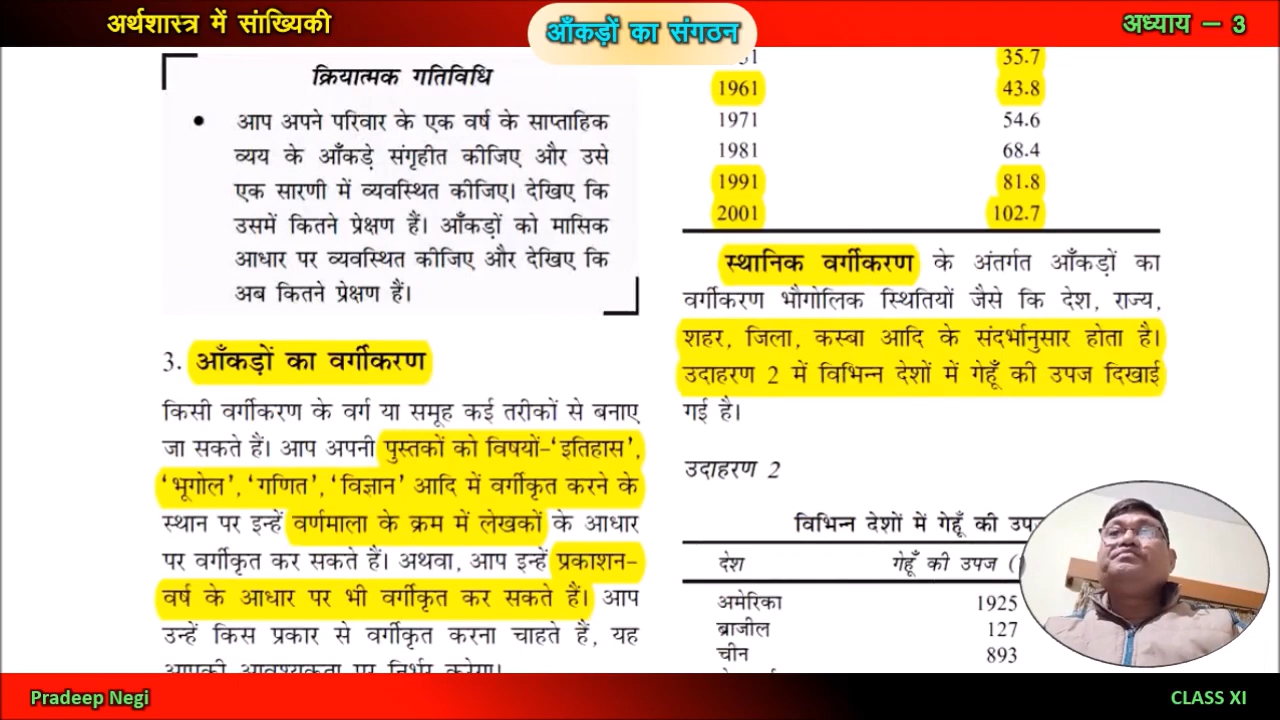 अर्थशास्त्र में सांख्यिकी
आँकड़ों का संगठन
अध्याय – 3
क्रियात्मक गतिविधि
• आप अपने परिवार के एक वर्ष के साप्ताहिक
व्यय के आँकड़े संगृहीत कीजिए और उसे
एक सारणी में व्यवस्थित कीजिए। देखिए कि
उसमें कितने प्रेक्षण हैं। आँकड़ों को मासिक
आधार पर व्यवस्थित कीजिए और देखिए कि
अब कितने प्रेक्षण हैं।
3. आँकड़ों का वर्गीकरण
किसी वर्गीकरण के वर्ग या समूह कई तरीकों से बनाए
जा सकते हैं। आप अपनी पुस्तकों को विषयों-‘इतिहास’,
‘भूगोल’, ‘गणित’, ‘विज्ञान’ आदि में वर्गीकृत करने के
स्थान पर इन्हें वर्णमाला के क्रम में लेखकों के आधार
पर वर्गीकृत कर सकते हैं। अथवा, आप इन्हें प्रकाशन-
वर्ष के आधार पर भी वर्गीकृत कर सकते हैं। आप
उन्हें किस प्रकार से वर्गीकृत करना चाहते हैं, यह
आपकी आवश्यकता पर निर्भर करेगा।
35.7
1961 43.8
1971 54.6
1981 68.4
1991 81.8
2001 102.7
स्थानिक वर्गीकरण के अंतर्गत आँकड़ों का
वर्गीकरण भौगोलिक स्थितियों जैसे कि देश, राज्य,
शहर, जिला, कस्बा आदि के संदर्भानुसार होता है।
उदाहरण 2 में विभिन्न देशों में गेहूँ की उपज दिखाई
गई है।
उदाहरण 2
विभिन्न देशों में गेहूँ की
देश गेहूँ की उपज (
अमेरिका 1925
ब्राजील 127
चीन 893
Pradeep Negi
CLASS XI